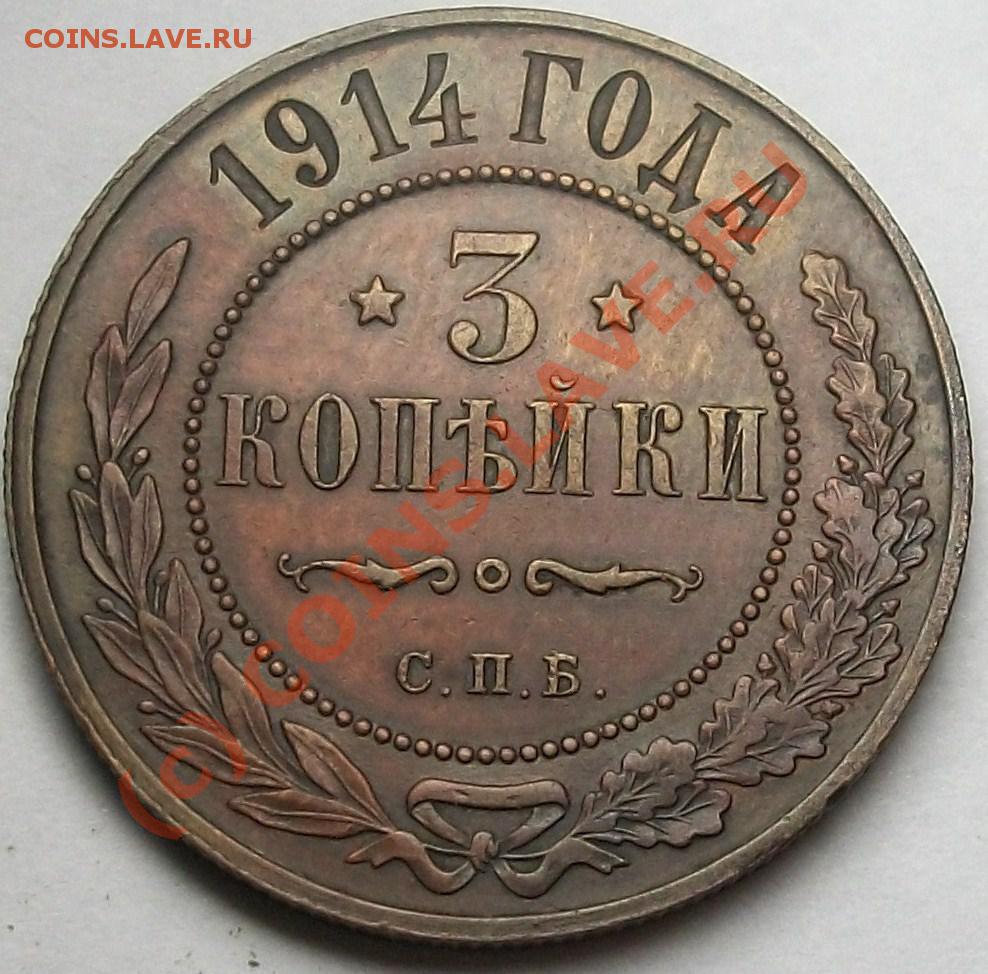 COINS.LAVE.RU
1914 ГОДА
3
КОПѢЙКИ
С.П.Б.
(c) COINS.LAVE.RU